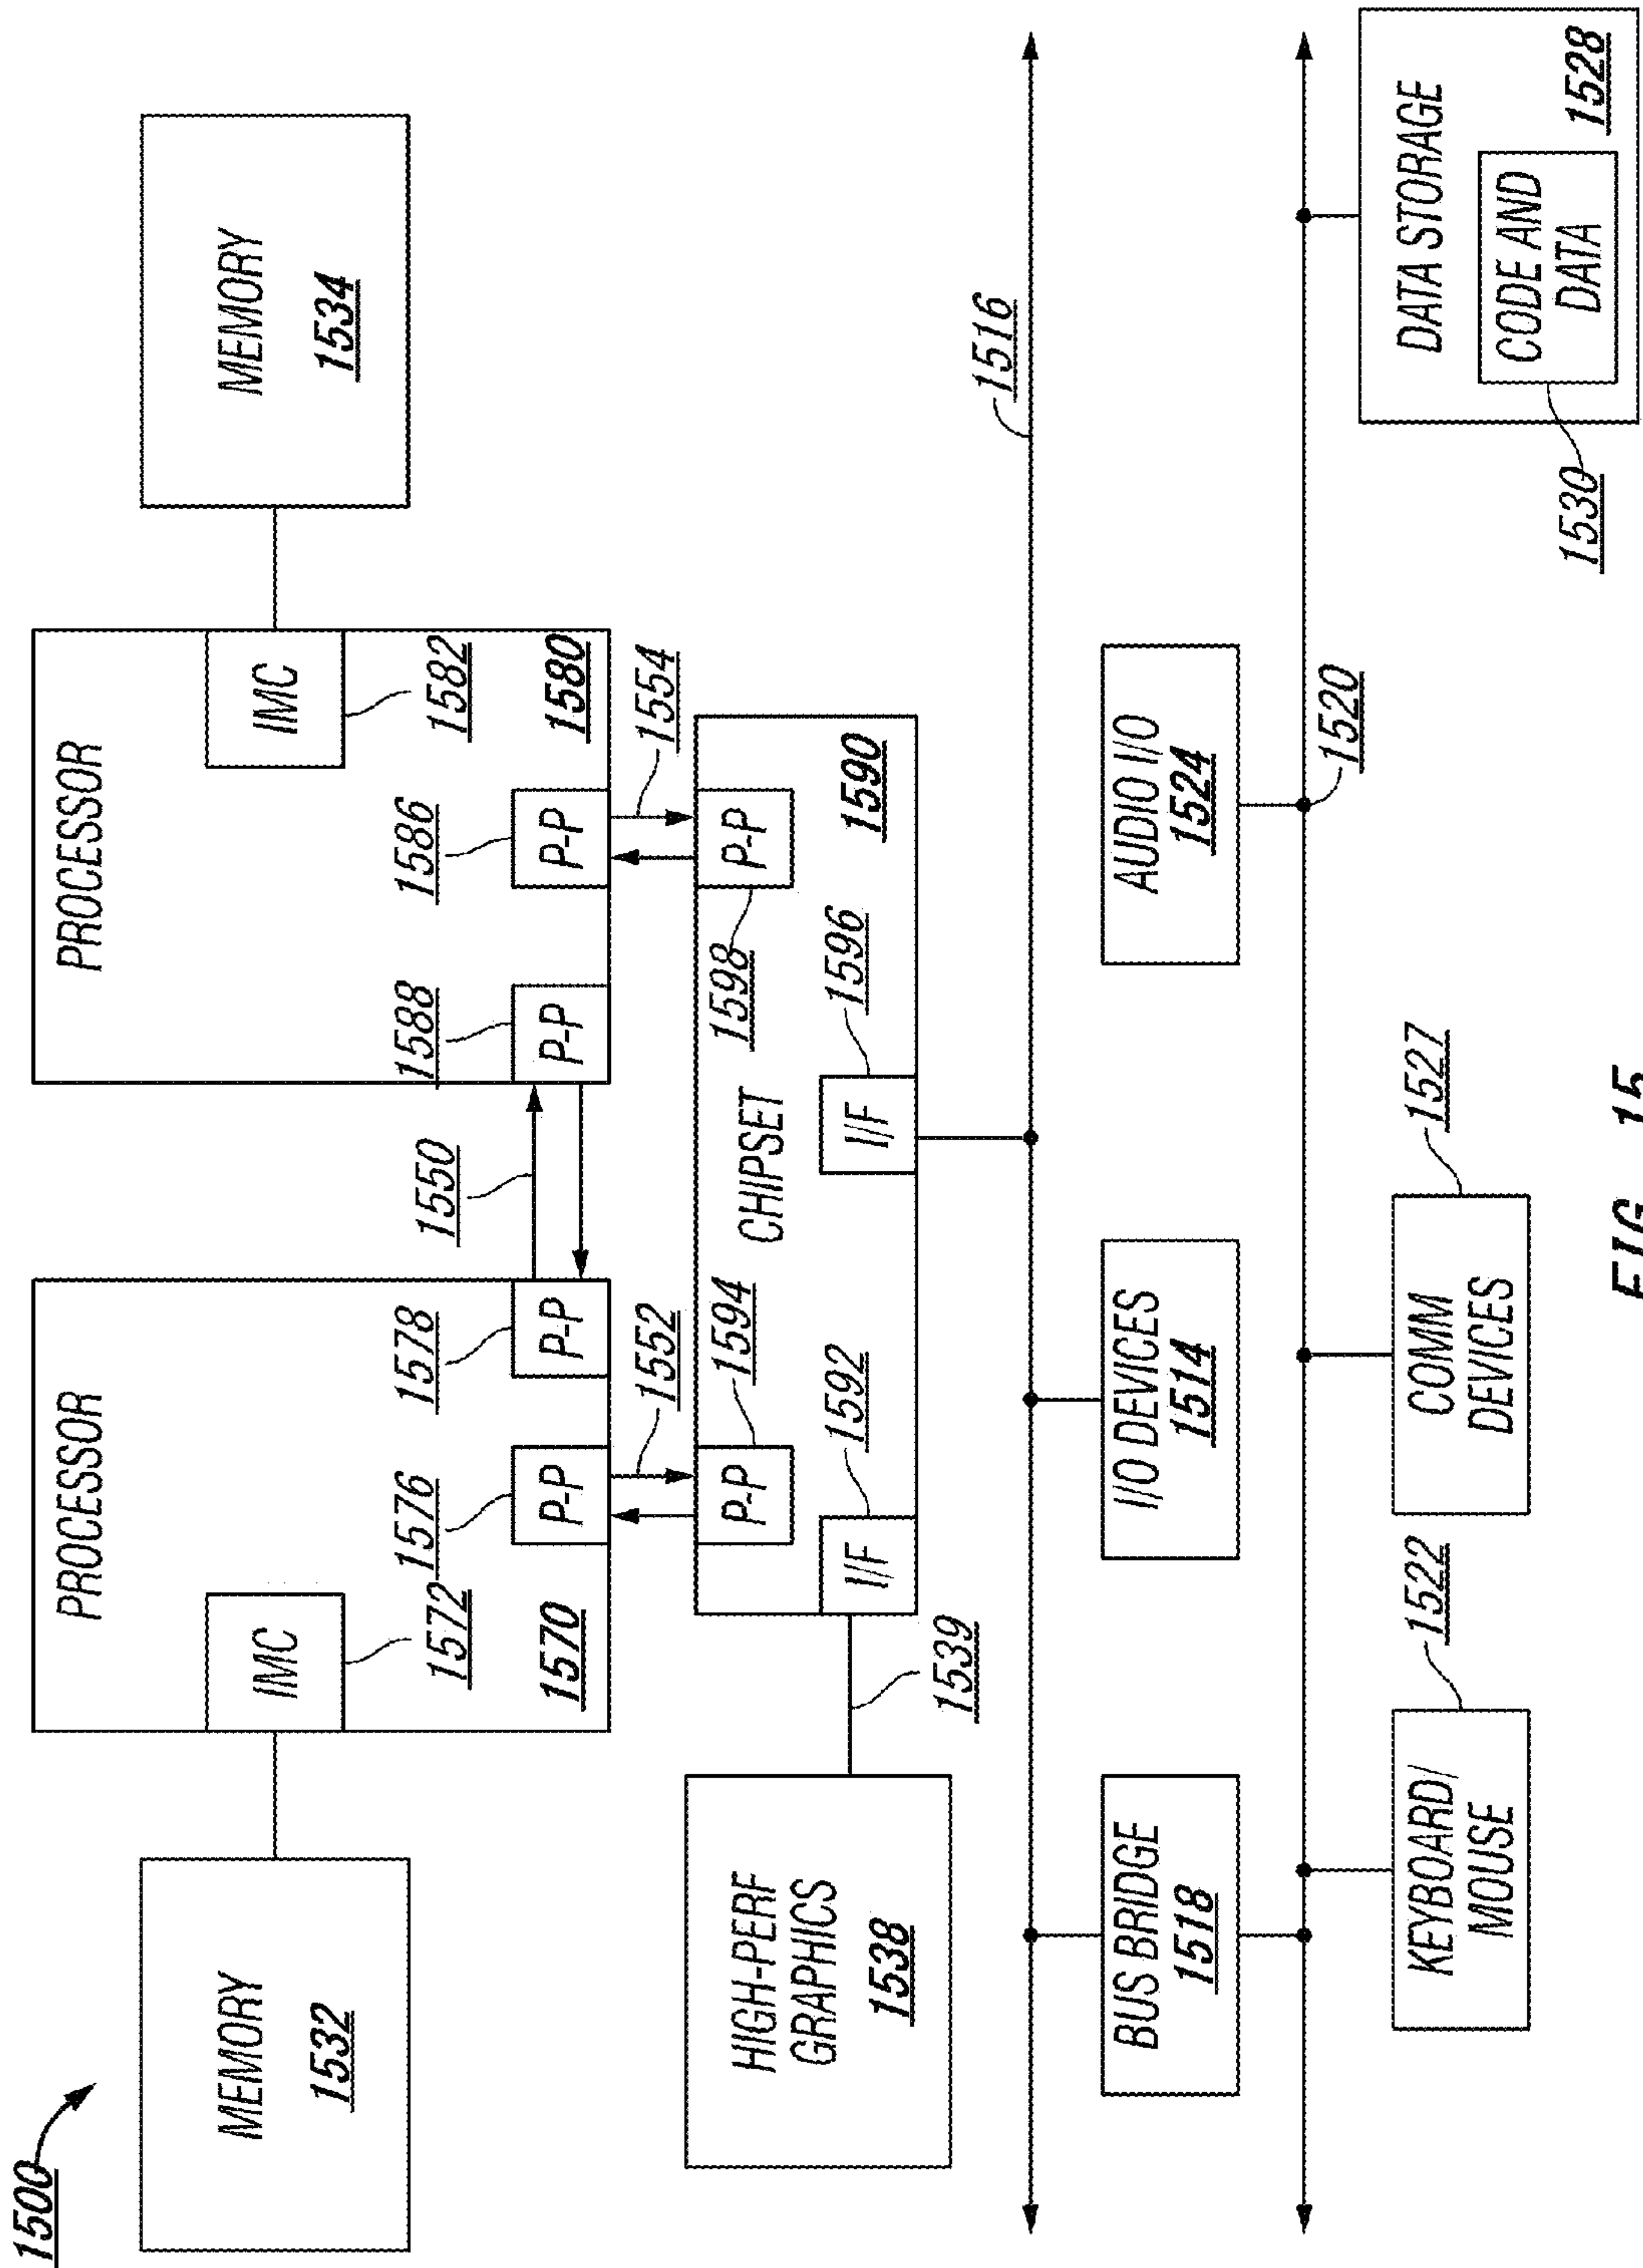 1500
MEMORY
1532
PROCESSOR
IMC
1572
1570
1576
P-P
1578
P-P
1550
PROCESSOR
1588
P-P
1586
P-P
IMC
1582
1580
MEMORY
1534
1552
1554
HIGH-PERF
GRAPHICS
1538
1539
P-P
1594
I/F
1592
CHIPSET
P-P
1598
I/F
1596
1590
1516
BUS BRIDGE
1518
I/O DEVICES
1514
AUDIO I/O
1524
1520
KEYBOARD/
MOUSE
1522
COMM
DEVICES
1527
DATA STORAGE
CODE AND
DATA
1530
1528
FIG. 15